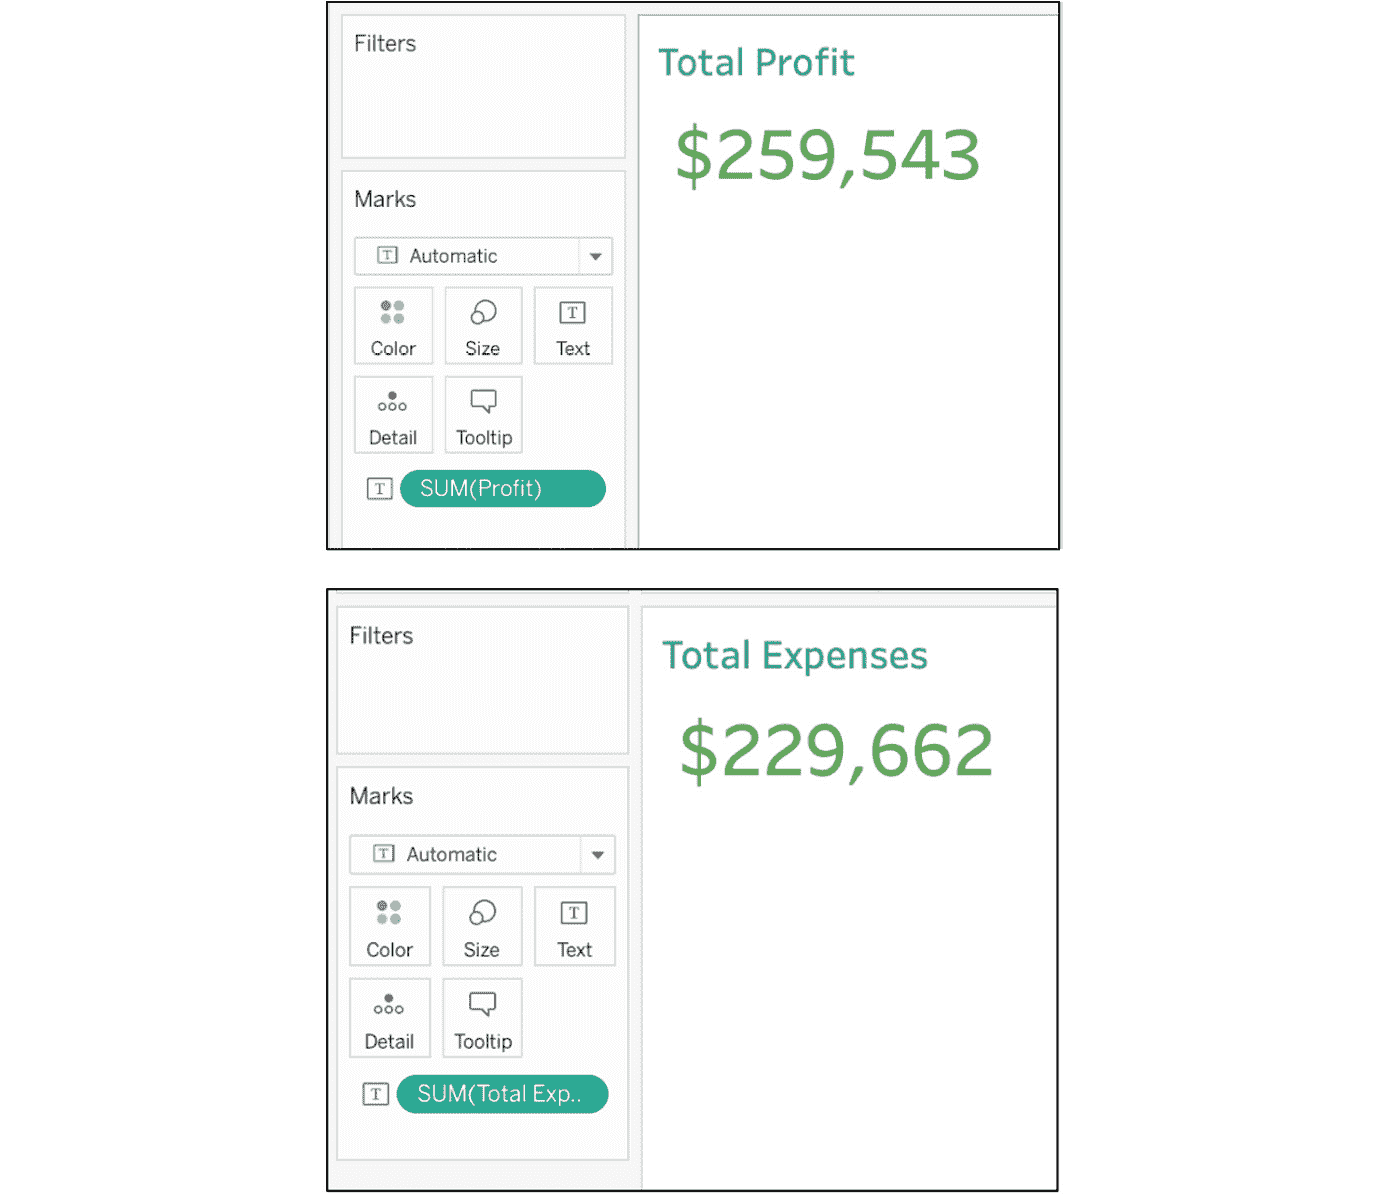 Filters
Total Profit
$259,543
Marks
T Automatic
Color Size T Text
Detail Tooltip
T SUM(Profit)
Filters
Total Expenses
$229,662
Marks
T Automatic
Color Size T Text
Detail Tooltip
T SUM(Total Exp..